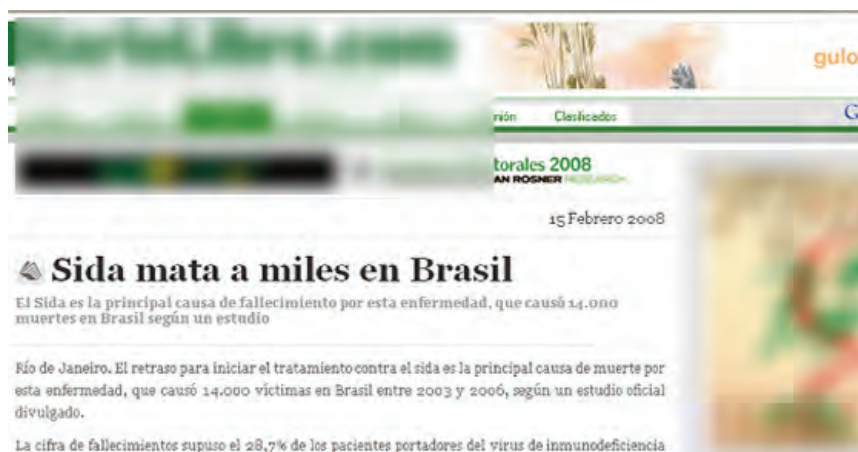 gulo
nión Clasificados G
torales 2008
AN ROSNER RESEARCH
15 Febrero 2008
Sida mata a miles en Brasil
El Sida es la principal causa de fallecimiento por esta enfermedad, que causó 14.000
muertes en Brasil según un estudio
Río de Janeiro. El retraso para iniciar el tratamiento contra el sida es la principal causa de muerte por
esta enfermedad, que causó 14.000 víctimas en Brasil entre 2003 y 2006, según un estudio oficial
divulgado.
La cifra de fallecimientos supuso el 28,7% de los pacientes portadores del virus de inmunodeficiencia